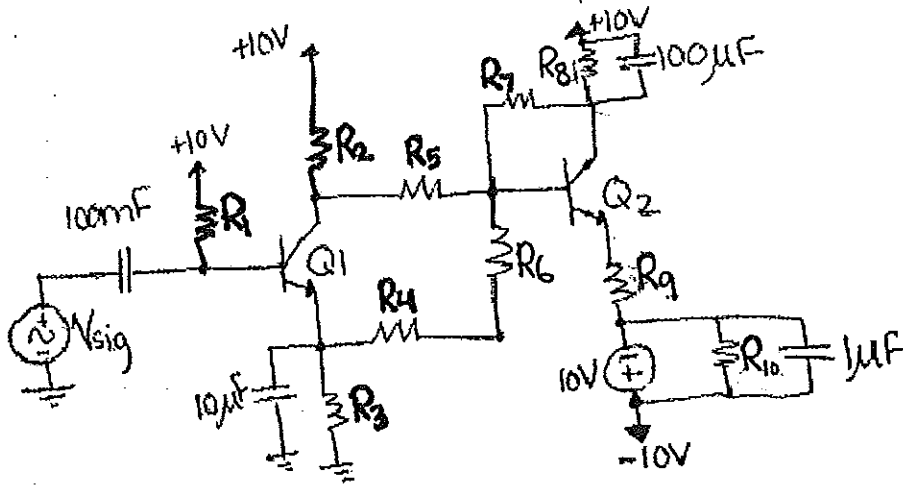 +10V
+10V
R81
100µF
R7
R2
R5
+10V
100mF
R1
Q1
Q2
R6
R9
R4
Vsig
10µF
R3
10V
R10
1µF
-10V